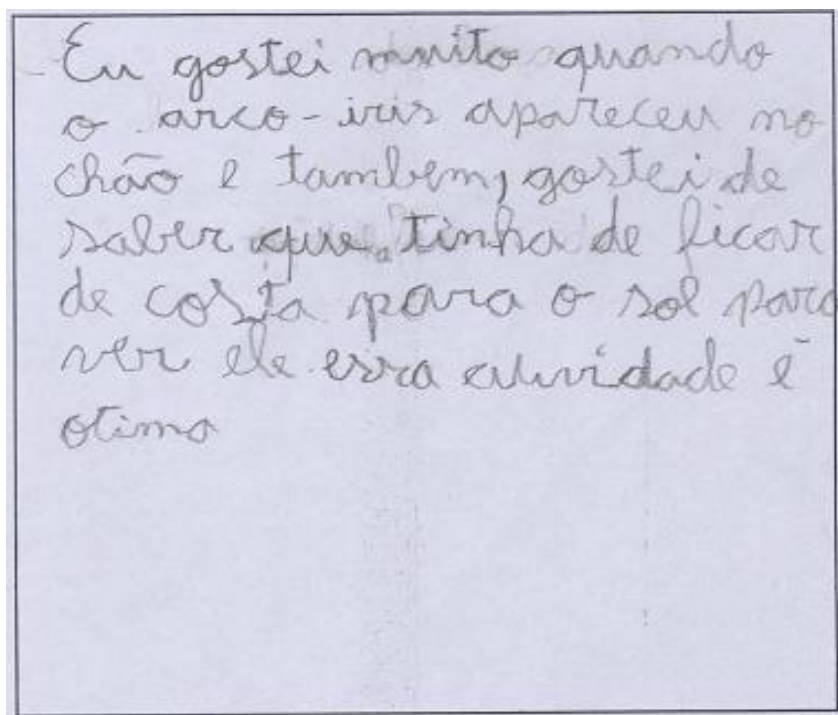 Eu gostei muito quando
o arco-iris apareceu no
chão e tambem, gostei de
saber que tinha de ficar
de costa para o sol para
ver ele essa atividade é
otimo